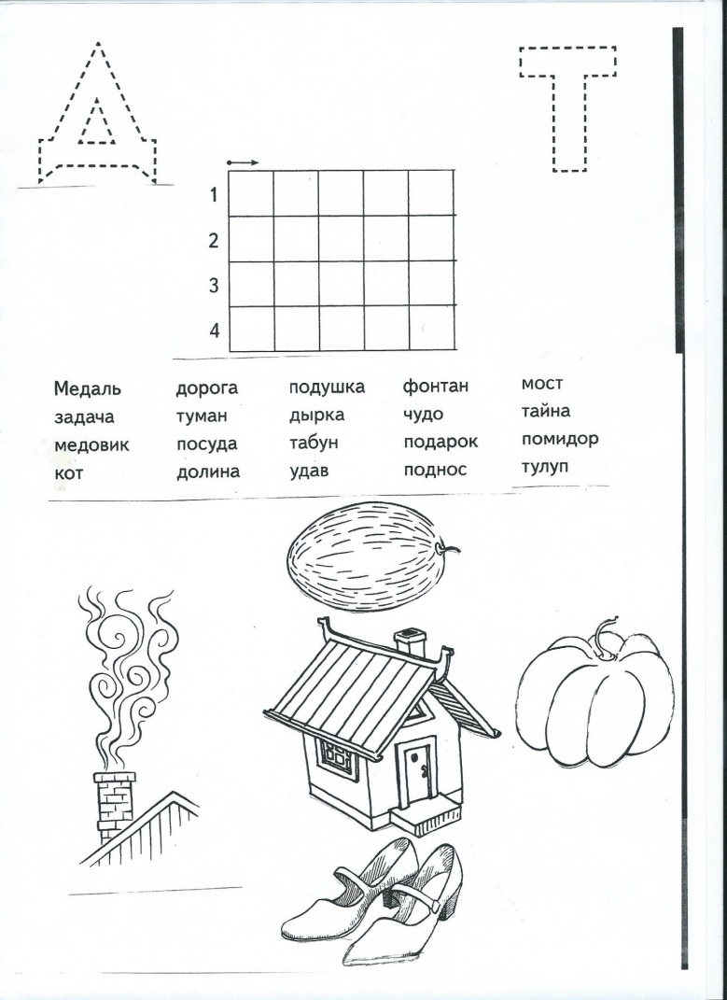 Д Т
1
2
3
4
Медаль дорога подушка фонтан мост
задача туман дырка чудо тайна
медовик посуда табун подарок помидор
кот долина удав поднос тулуп